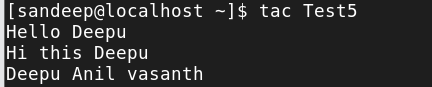 [sandeep@localhost ~]$ tac Test5
Hello Deepu
Hi this Deepu
Deepu Anil vasanth